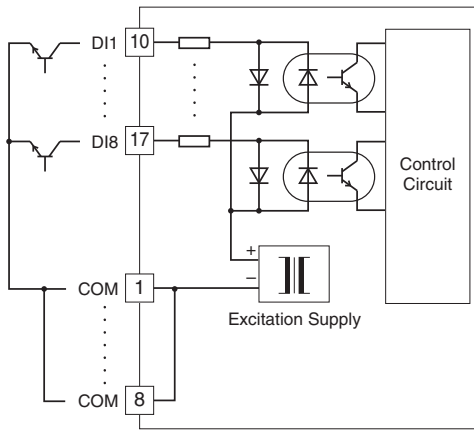 DI1 10
DI8 17
Control
Circuit
+
−
COM 1
Excitation Supply
COM 8